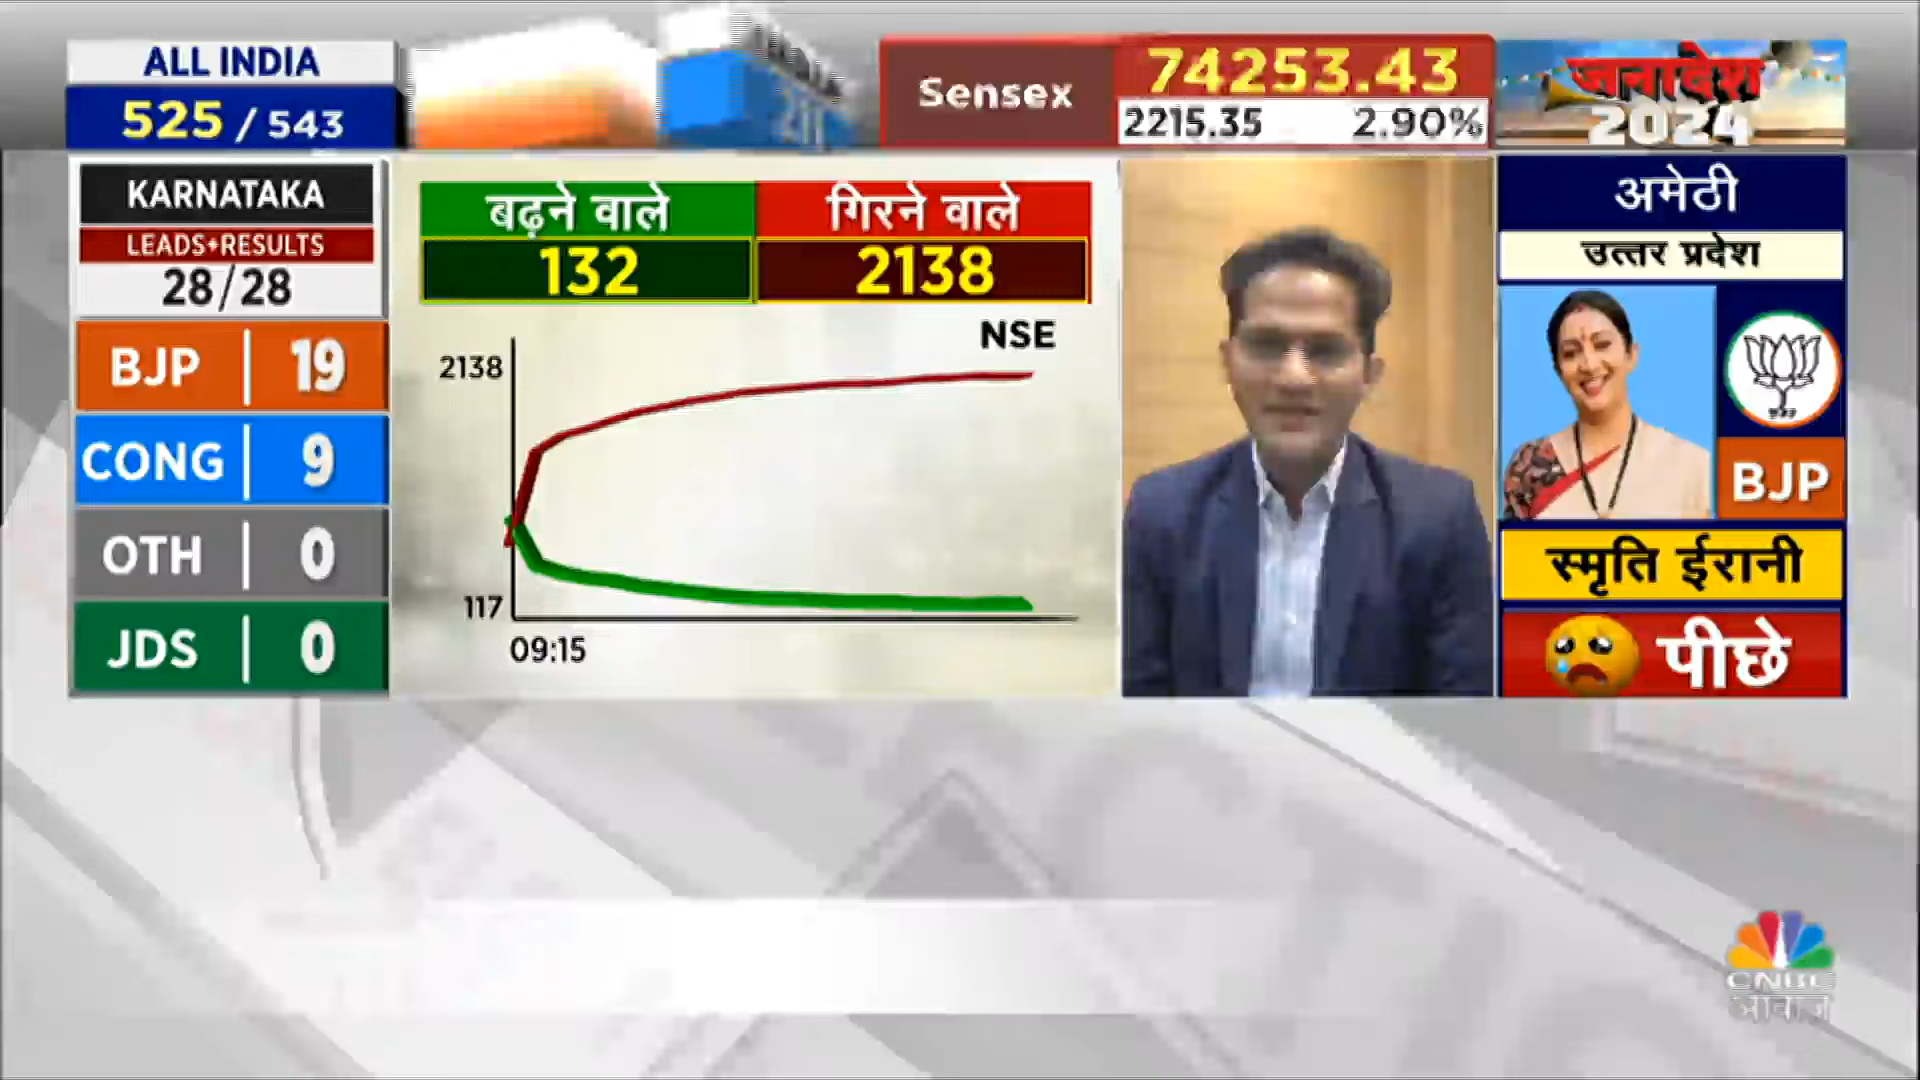 ALL INDIA
525 / 543
Sensex
74253.43
2215.35 2.90%
जनादेश
2024
KARNATAKA
LEADS+RESULTS
28/28
BJP 19
CONG 9
OTH 0
JDS 0
बढ़ने वाले गिरने वाले
132 2138
NSE
2138
117
09:15
अमेठी
उत्तर प्रदेश
BJP
स्मृति ईरानी
पीछे
CNBC
आवाज़